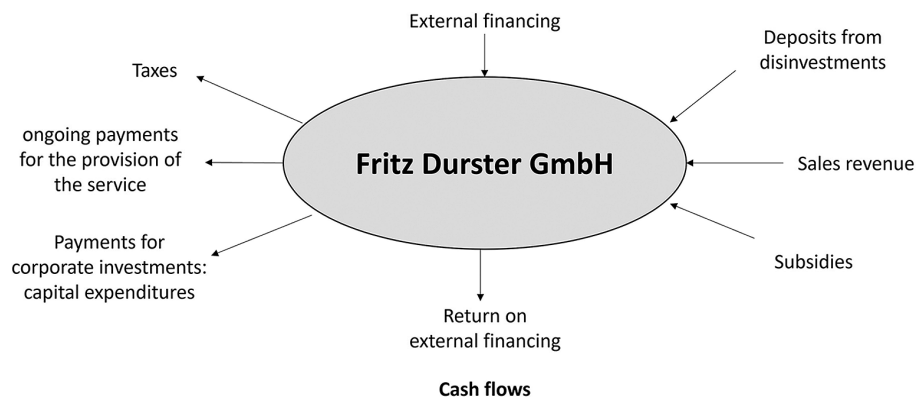 External financing
Deposits from
disinvestments
Taxes
ongoing payments
for the provision of
the service
Fritz Durster GmbH
Sales revenue
Payments for
corporate investments:
capital expenditures
Subsidies
Return on
external financing
Cash flows